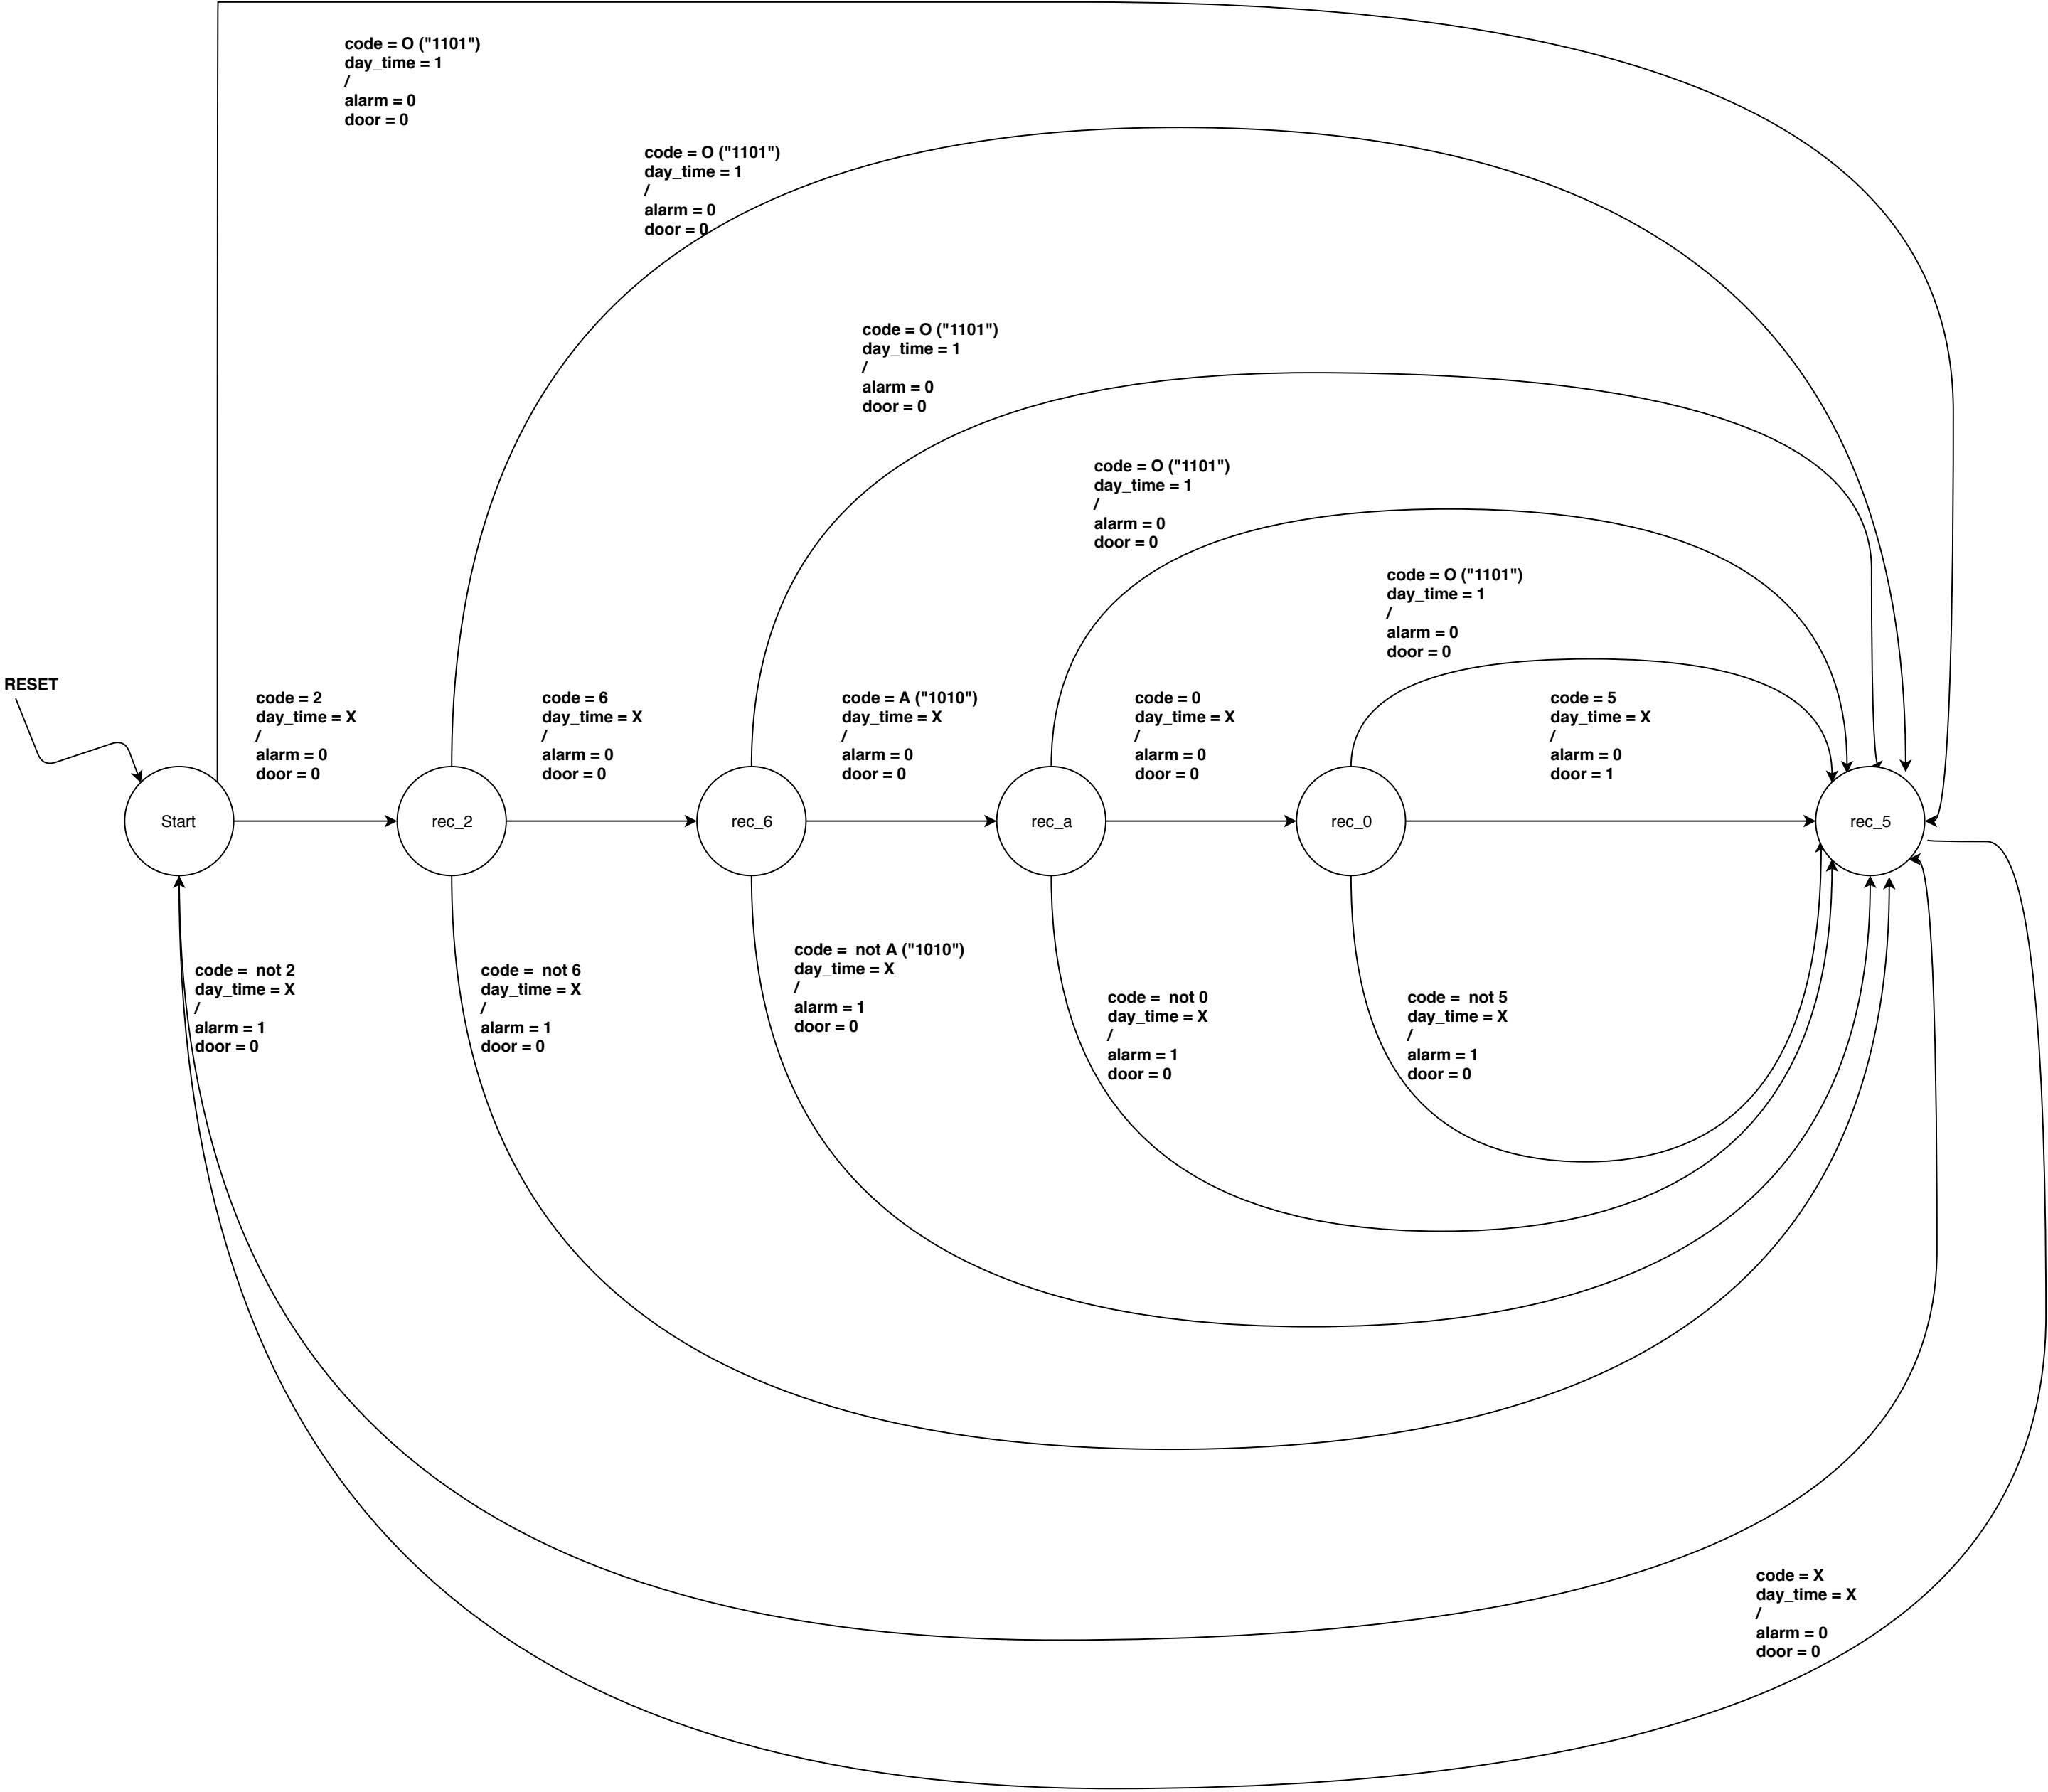 code = O ("1101")
day_time = 1
/
alarm = 0
door = 0
code = O ("1101")
day_time = 1
/
alarm = 0
door = 0
code = O ("1101")
day_time = 1
/
alarm = 0
door = 0
code = O ("1101")
day_time = 1
/
alarm = 0
door = 0
code = O ("1101")
day_time = 1
/
alarm = 0
door = 0
RESET
code = 2
day_time = X
/
alarm = 0
door = 0
code = 6
day_time = X
/
alarm = 0
door = 0
code = A ("1010")
day_time = X
/
alarm = 0
door = 0
code = 0
day_time = X
/
alarm = 0
door = 0
code = 5
day_time = X
/
alarm = 0
door = 1
Start
rec_2
rec_6
rec_a
rec_0
rec_5
code =  not 2
day_time = X
/
alarm = 1
door = 0
code =  not 6
day_time = X
/
alarm = 1
door = 0
code =  not A ("1010")
day_time = X
/
alarm = 1
door = 0
code =  not 0
day_time = X
/
alarm = 1
door = 0
code =  not 5
day_time = X
/
alarm = 1
door = 0
code = X
day_time = X
/
alarm = 0
door = 0